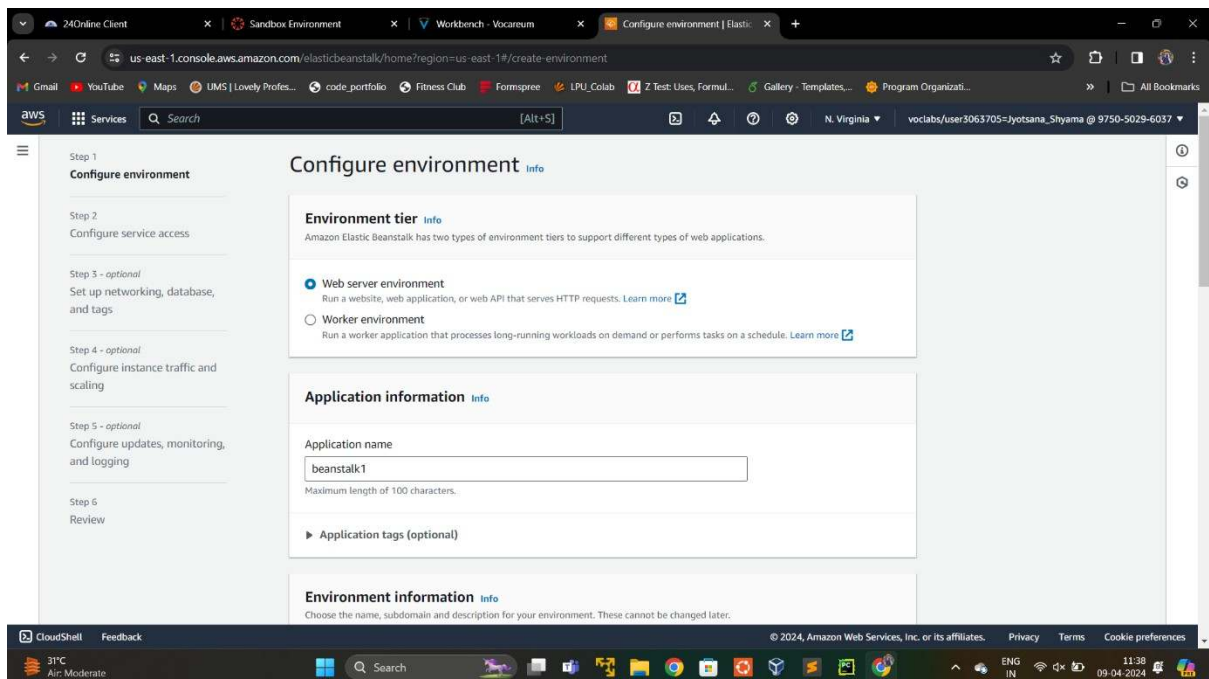 24Online Client
Sandbox Environment
Workbench - Vocareum
Configure environment | Elastic
us-east-1.console.aws.amazon.com/elasticbeanstalk/home?region=us-east-1#/create-environment
Gmail YouTube Maps UMS | Lovely Profes... code_portfolio Fitness Club Formspree LPU_Colab Z Test: Uses, Formul... Gallery - Templates,... Program Organizati... » All Bookmarks
aws Services Search [Alt+S] N. Virginia ▼ voclabs/user3063705=Jyotsana_Shyama @ 9750-5029-6037 ▼
Step 1
Configure environment
Step 2
Configure service access
Step 3 - optional
Set up networking, database,
and tags
Step 4 - optional
Configure instance traffic and
scaling
Step 5 - optional
Configure updates, monitoring,
and logging
Step 6
Review
Configure environment Info
Environment tier Info
Amazon Elastic Beanstalk has two types of environment tiers to support different types of web applications.
Web server environment
Run a website, web application, or web API that serves HTTP requests. Learn more
Worker environment
Run a worker application that processes long-running workloads on demand or performs tasks on a schedule. Learn more
Application information Info
Application name
beanstalk1
Maximum length of 100 characters.
Application tags (optional)
Environment information Info
Choose the name, subdomain and description for your environment. These cannot be changed later.
CloudShell Feedback © 2024, Amazon Web Services, Inc. or its affiliates. Privacy Terms Cookie preferences
31°C
Air: Moderate
Search
ENG
IN
11:38
09-04-2024